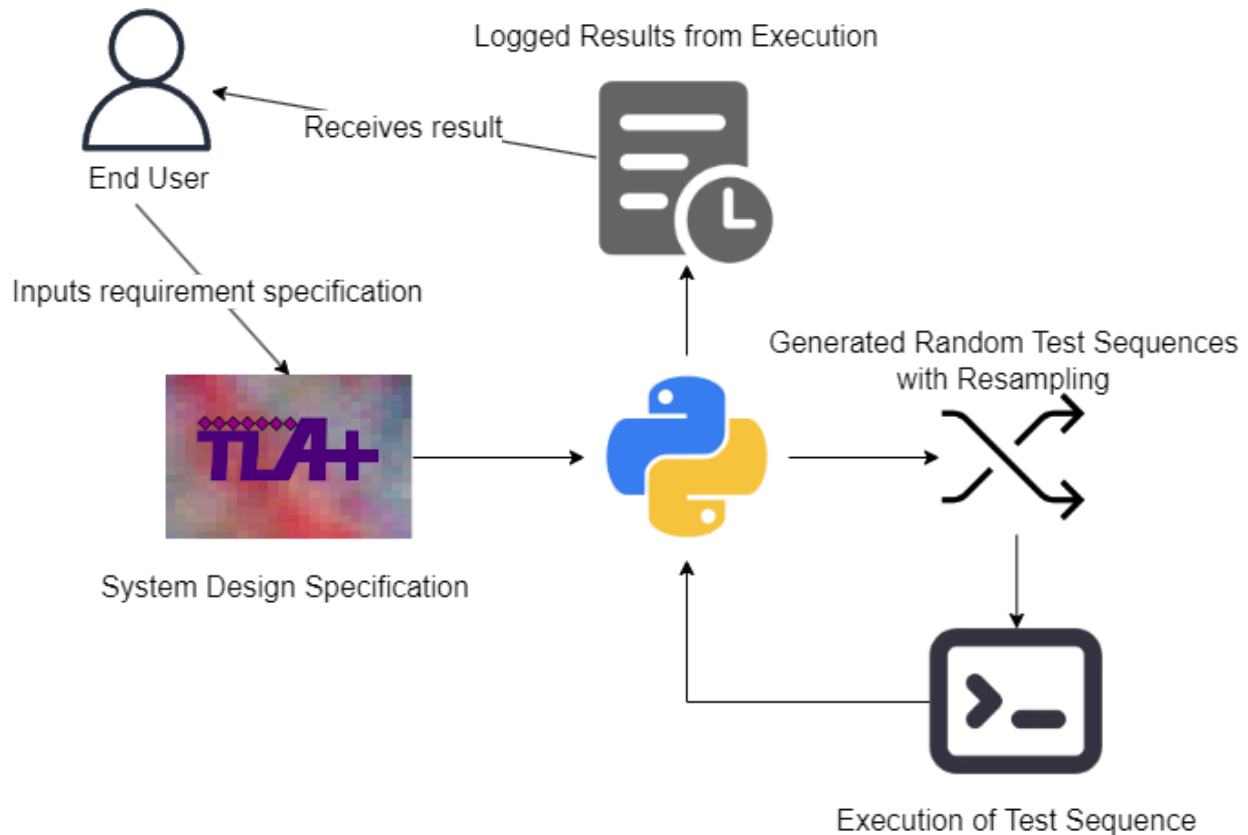 Logged Results from Execution
Receives result
End User
Inputs requirement specification
TLA+
System Design Specification
Generated Random Test Sequences
with Resampling
Execution of Test Sequence